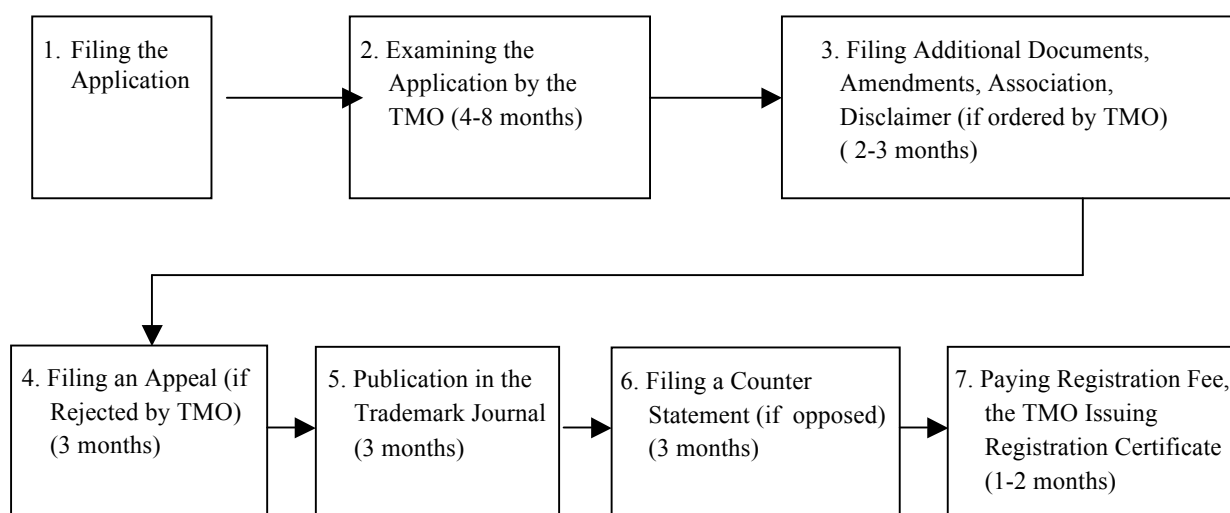 1. Filing the
Application
2. Examining the
Application by the
TMO (4-8 months)
3. Filing Additional Documents,
Amendments, Association,
Disclaimer (if ordered by TMO)
( 2-3 months)
4. Filing an Appeal (if
Rejected by TMO)
(3 months)
5. Publication in the
Trademark Journal
(3 months)
6. Filing a Counter
Statement (if opposed)
(3 months)
7. Paying Registration Fee,
the TMO Issuing
Registration Certificate
(1-2 months)